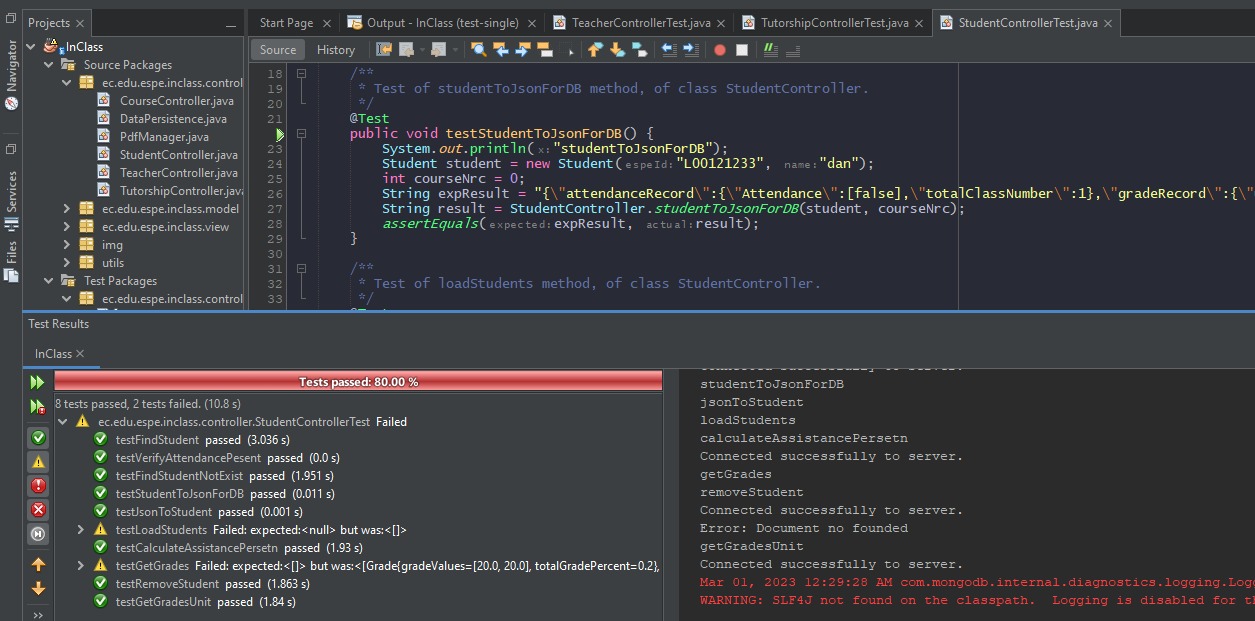 Projects
Start Page
Output - InClass (test-single)
TeacherControllerTest.java
TutorshipControllerTest.java
StudentControllerTest.java
Navigator
Services
Files
InClass
Source Packages
ec.edu.espe.inclass.control
CourseController.java
DataPersistence.java
PdfManager.java
StudentController.java
TeacherController.java
TutorshipController.java
ec.edu.espe.inclass.model
ec.edu.espe.inclass.view
img
utils
Test Packages
ec.edu.espe.inclass.control
Source History
18 /**
19 * Test of studentToJsonForDB method, of class StudentController.
20 */
21 @Test
public void testStudentToJsonForDB() {
23 System.out.println(x: "studentToJsonForDB");
24 Student student = new Student(espeId: "L00121233", name: "dan");
25 int courseNrc = 0;
26 String expResult = "{\"attendanceRecord\":{\"Attendance\":[false],\"totalClassNumber\":1},\"gradeRecord\":{\"
27 String result = StudentController.studentToJsonForDB(student, courseNrc);
28 assertEquals(expected: expResult, actual: result);
29 }
30
31 /**
32 * Test of loadStudents method, of class StudentController.
33 */
Test Results
InClass
Tests passed: 80.00 %
8 tests passed, 2 tests failed. (10.8 s)
ec.edu.espe.inclass.controller.StudentControllerTest Failed
testFindStudent passed (3.036 s)
testVerifyAttendancePesent passed (0.0 s)
testFindStudentNotExist passed (1.951 s)
testStudentToJsonForDB passed (0.011 s)
testJsonToStudent passed (0.001 s)
testLoadStudents Failed: expected:<null> but was:<[]>
testCalculateAssistancePersetn passed (1.93 s)
testGetGrades Failed: expected:<[]> but was:<[Grade{gradeValues=[20.0, 20.0], totalGradePercent=0.2},
testRemoveStudent passed (1.863 s)
testGetGradesUnit passed (1.84 s)
Connected successfully to server.
studentToJsonForDB
jsonToStudent
loadStudents
calculateAssistancePersetn
Connected successfully to server.
getGrades
removeStudent
Connected successfully to server.
Error: Document no founded
getGradesUnit
Connected successfully to server.
Mar 01, 2023 12:29:28 AM com.mongodb.internal.diagnostics.logging.Logg
WARNING: SLF4J not found on the classpath. Logging is disabled for th